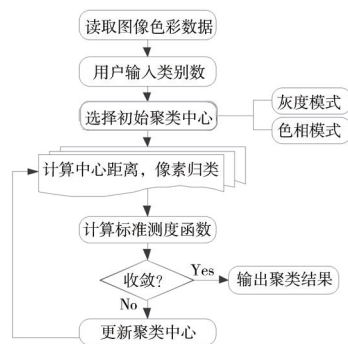 读取图像色彩数据
用户输入类别数
选择初始聚类中心
灰度模式
色相模式
计算中心距离，像素归类
计算标准测度函数
收敛?
Yes
输出聚类结果
No
更新聚类中心